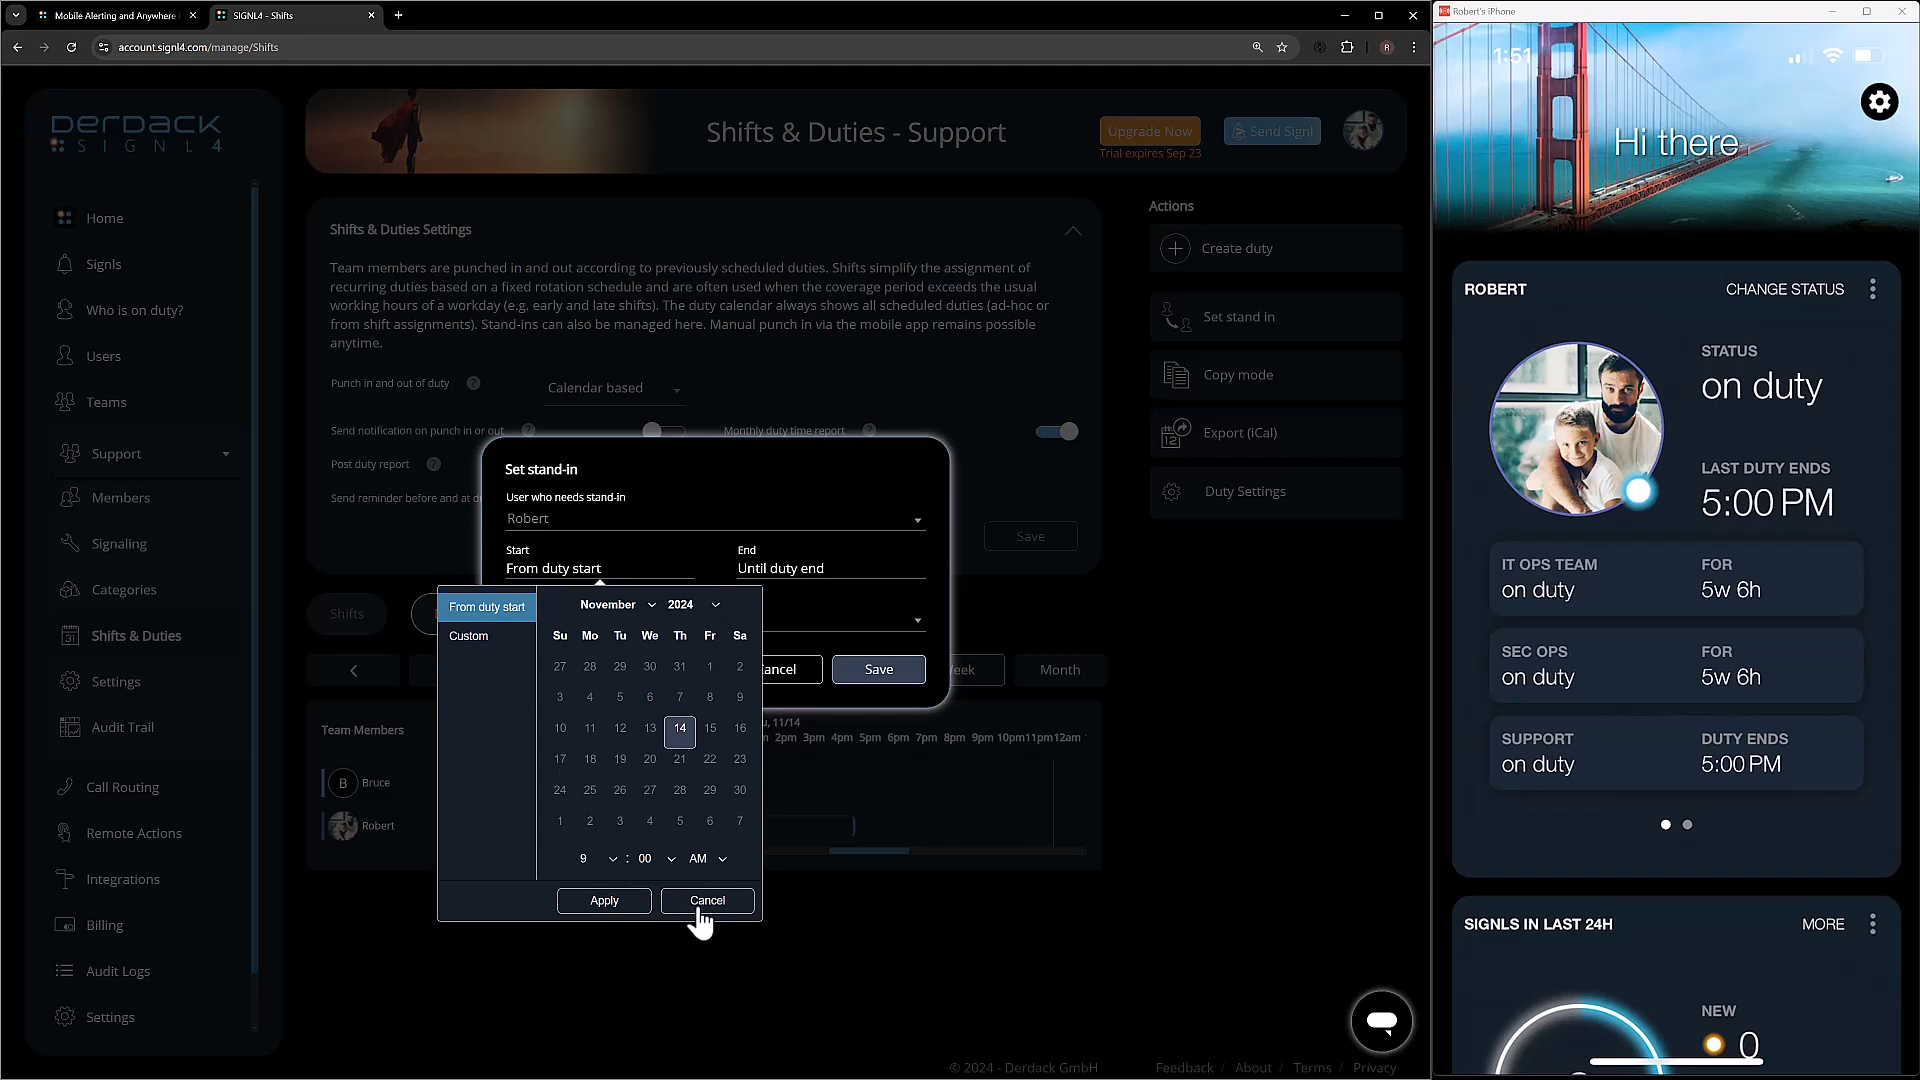 Mobile Alerting and Anywhere
SIGNL4 - Shifts
account.signl4.com/manage/Shifts
R
DERDACK
SIGNL4
Home
Signls
Who is on duty?
Users
Teams
Support
Members
Signaling
Categories
Shifts & Duties
Settings
Audit Trail
Call Routing
Remote Actions
Integrations
Billing
Audit Logs
Settings
Shifts & Duties - Support
Upgrade Now
Trial expires Sep 23
Send Signl
Shifts & Duties Settings
Team members are punched in and out according to previously scheduled duties. Shifts simplify the assignment of
recurring duties based on a fixed rotation schedule and are often used when the coverage period exceeds the usual
working hours of a workday (e.g. early and late shifts). The duty calendar always shows all scheduled duties (ad-hoc or
from shift assignments). Stand-ins can also be managed here. Manual punch in via the mobile app remains possible
anytime.
Punch in and out of duty ?
Calendar based
Send notification on punch in or out ?
Monthly duty time report ?
Post duty report ?
Send reminder before and at du
Save
Actions
Create duty
Set stand in
Copy mode
12
Export (iCal)
Duty Settings
Set stand-in
User who needs stand-in
Robert
Start
From duty start
End
Until duty end
Cancel
Save
From duty start
Custom
November 2024
Su Mo Tu We Th Fr Sa
27 28 29 30 31 1 2
3 4 5 6 7 8 9
10 11 12 13 14 15 16
17 18 19 20 21 22 23
24 25 26 27 28 29 30
1 2 3 4 5 6 7
9 : 00 AM
Apply
Cancel
Shifts
eek
Month
Team Members
B Bruce
Robert
u, 11/14
2pm 3pm 4pm 5pm 6pm 7pm 8pm 9pm 10pm11pm12am
© 2024 - Derdack GmbH
Feedback / About / Terms / Privacy
Robert's iPhone
1:51
Hi there
ROBERT
CHANGE STATUS
STATUS
on duty
LAST DUTY ENDS
5:00 PM
IT OPS TEAM
on duty
FOR
5w 6h
SEC OPS
on duty
FOR
5w 6h
SUPPORT
on duty
DUTY ENDS
5:00 PM
SIGNLS IN LAST 24H
MORE
NEW
0